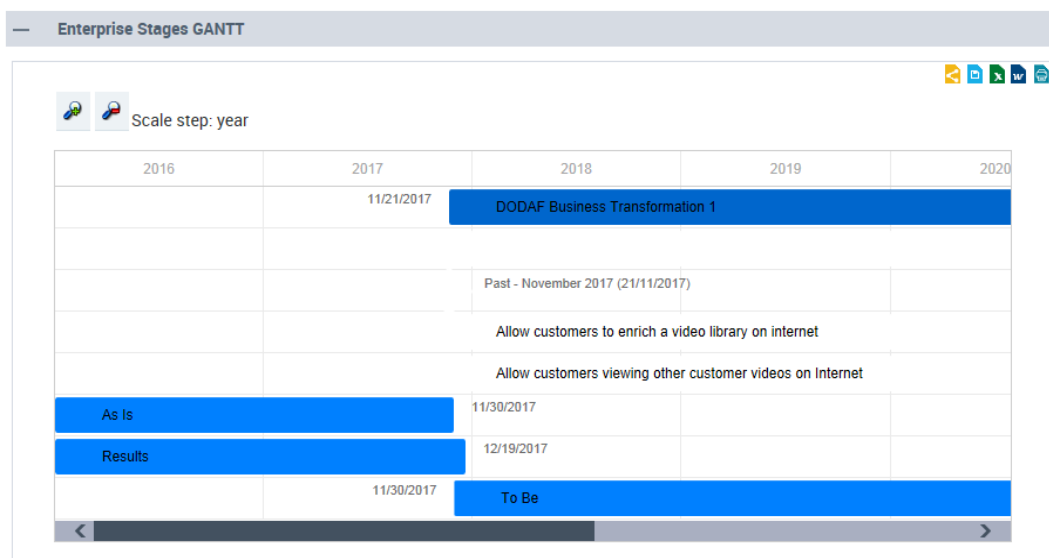 Enterprise Stages GANTT
Scale step: year
2016 2017 2018 2019 2020
11/21/2017 DODAF Business Transformation 1
Past - November 2017 (21/11/2017)
Allow customers to enrich a video library on internet
Allow customers viewing other customer videos on Internet
As Is 11/30/2017
Results 12/19/2017
11/30/2017 To Be